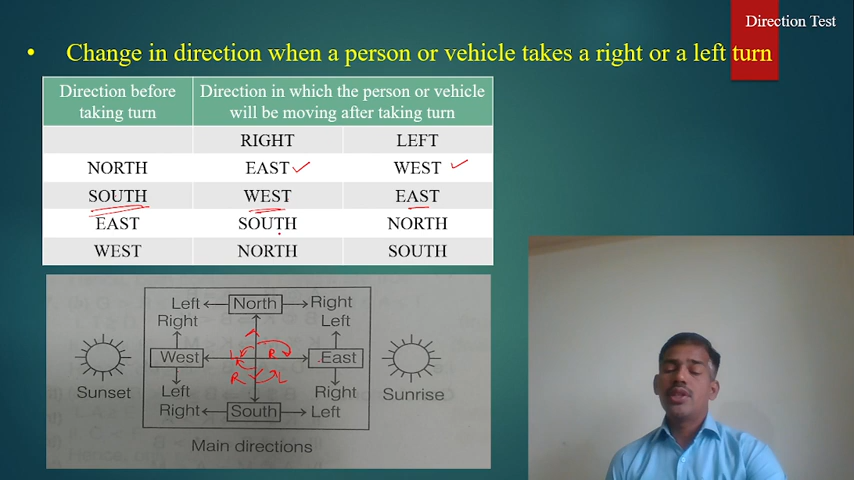 Direction Test
• Change in direction when a person or vehicle takes a right or a left turn
Direction before taking turn Direction in which the person or vehicle will be moving after taking turn
RIGHT LEFT
NORTH EAST WEST
SOUTH WEST EAST
EAST SOUTH NORTH
WEST NORTH SOUTH
Left North Right
Right Left
West East
L R
R L
Sunset Left Right Sunrise
Right South Left
Main directions